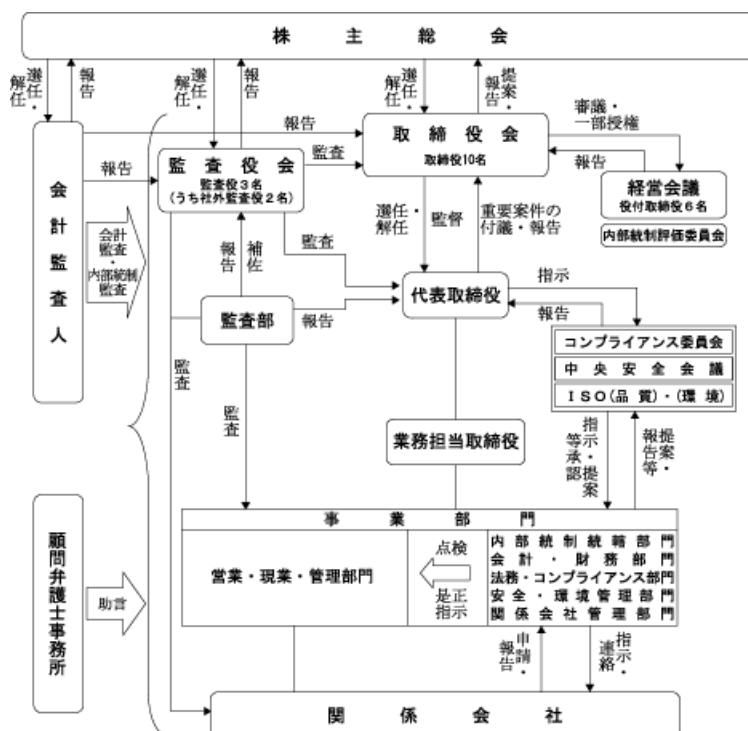 株主総会
選任・
解任
報告
選任・
解任
報告
選任・
解任
提案・
報告
会計監査人
報告
報告
監査役会
監査役3名
(うち社外監査役2名)
監査
取締役会
取締役10名
審議・
一部授権
報告
経営会議
役付取締役6名
内部統制評価委員会
会計
監査
・
内部統制
監査
報告
補佐
監査
選任・
解任
監督
重要案件の
付議・報告
監査部
報告
代表取締役
指示
報告
コンプライアンス委員会
中央安全会議
ISO(品質)・(環境)
監査
監査
業務担当取締役
指示・提案
等承認
提案・
報告等
事業部門
営業・現業・管理部門
点検
是正
指示
内部統制統轄部門
会計・財務部門
法務・コンプライアンス部門
安全・環境管理部門
関係会社管理部門
顧問弁護士事務所
助言
申請・
報告
指示・
連絡
関係会社